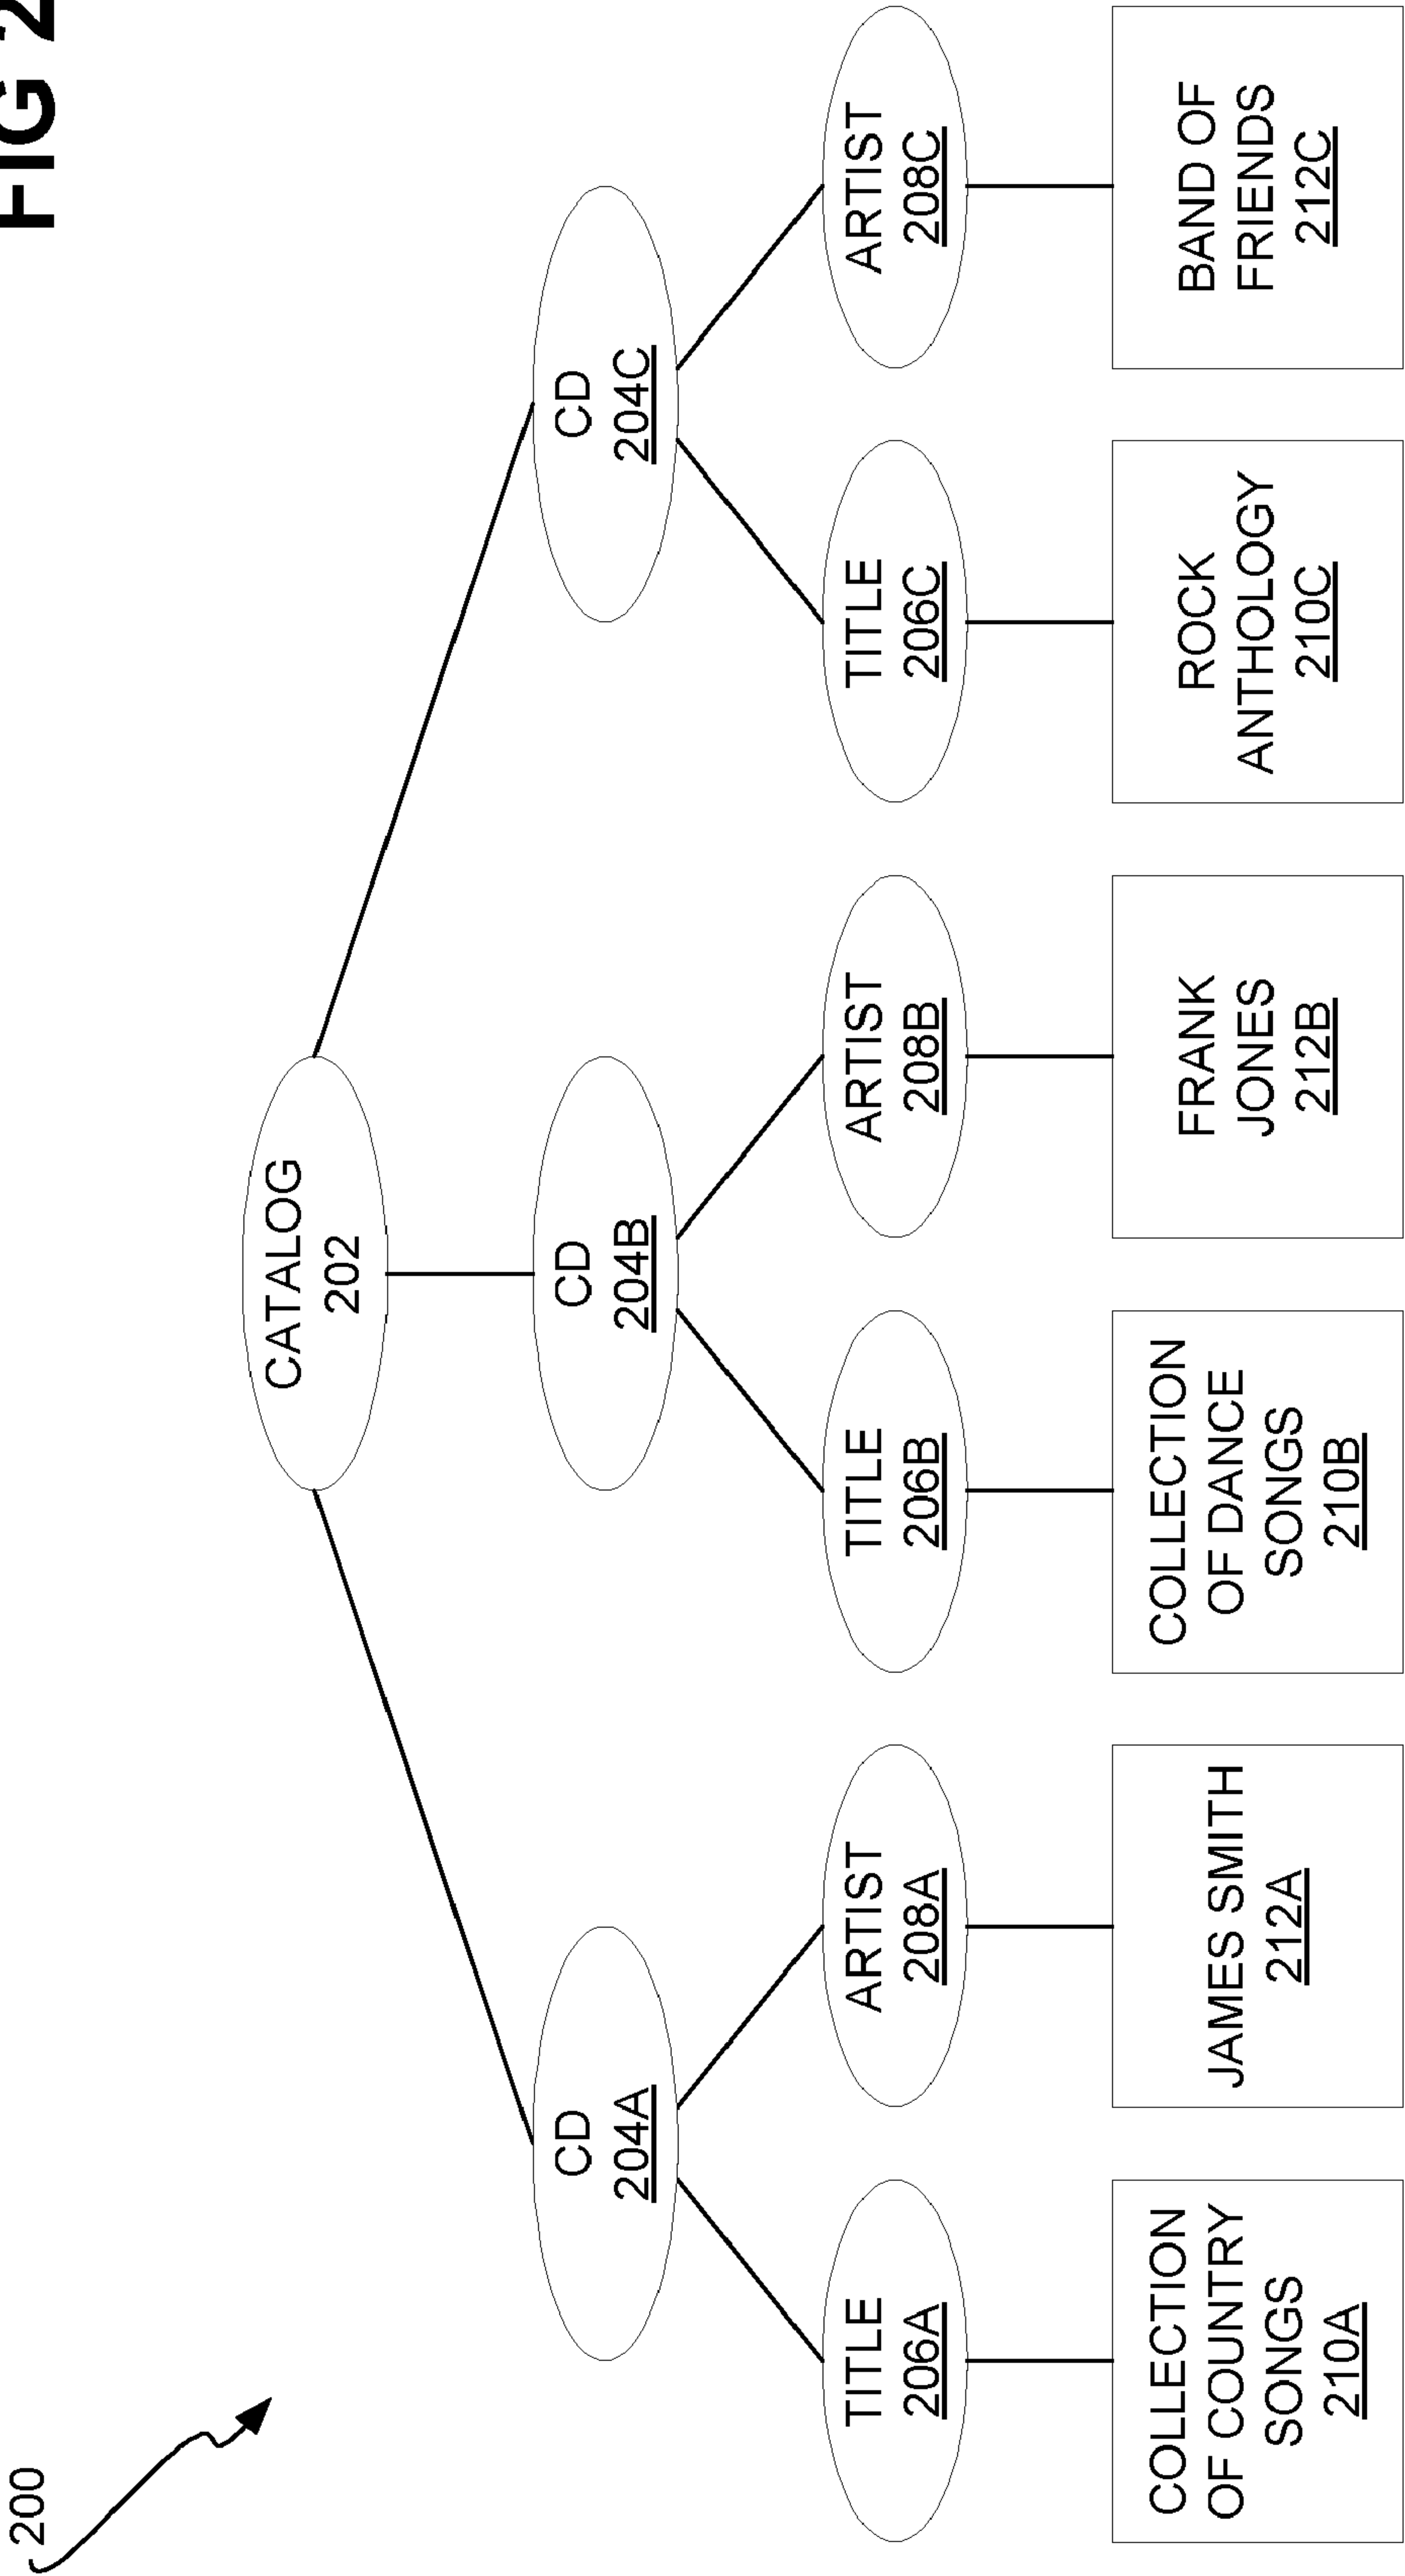 FIG 2
200
CATALOG
202
CD
204A
CD
204B
CD
204C
TITLE
206A
ARTIST
208A
TITLE
206B
ARTIST
208B
TITLE
206C
ARTIST
208C
COLLECTION
OF COUNTRY
SONGS
210A
JAMES SMITH
212A
COLLECTION
OF DANCE
SONGS
210B
FRANK
JONES
212B
ROCK
ANTHOLOGY
210C
BAND OF
FRIENDS
212C